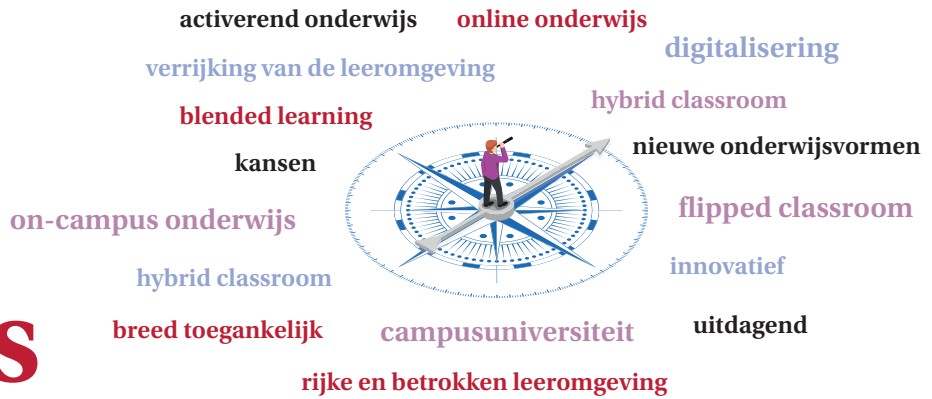 activerend onderwijs
online onderwijs
digitalisering
verrijking van de leeromgeving
hybrid classroom
blended learning
nieuwe onderwijsvormen
kansen
on-campus onderwijs
flipped classroom
hybrid classroom
innovatief
breed toegankelijk
campusuniversiteit
uitdagend
s
rijke en betrokken leeromgeving